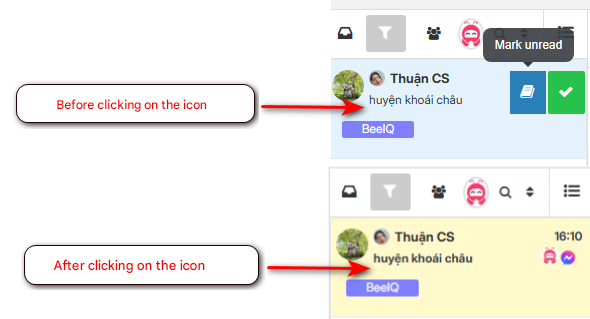 Mark unread
Thuận CS
Before clicking on the icon
huyện khoái châu
BeeIQ
Thuận CS
16:10
After clicking on the icon
huyện khoái châu
BeeIQ